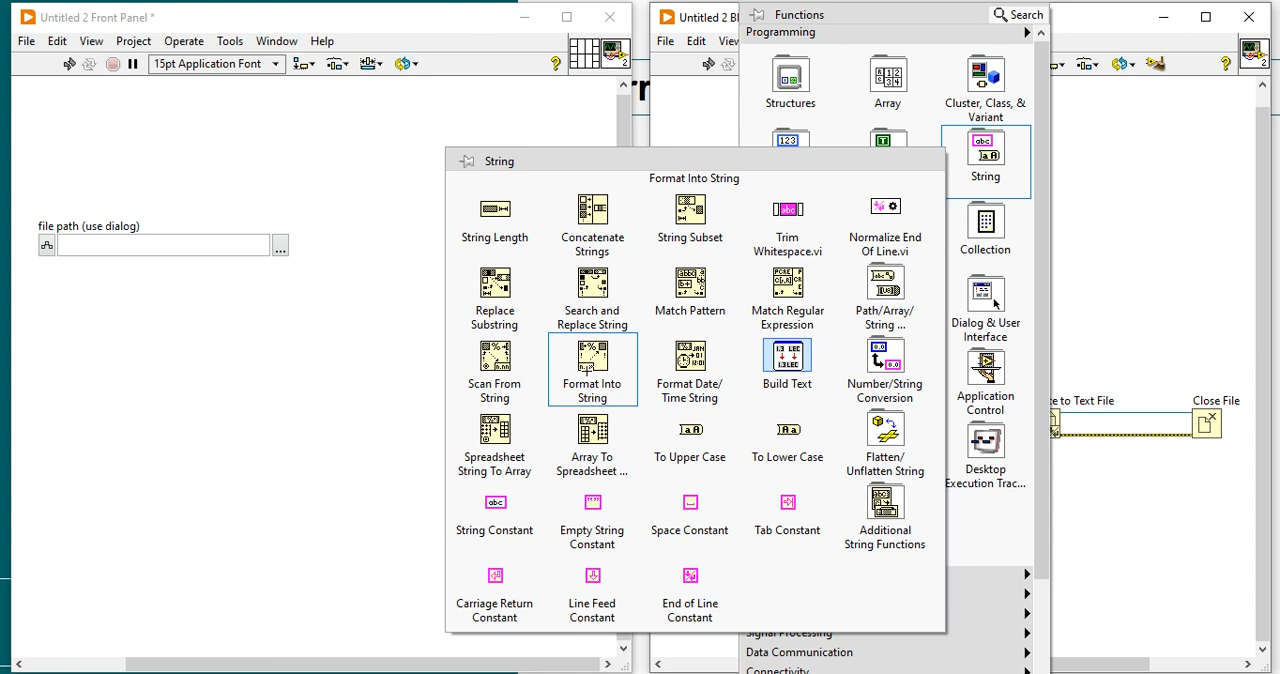 Untitled 2 Front Panel *
File Edit View Project Operate Tools Window Help
15pt Application Font
file path (use dialog)
...
Untitled 2 Bl
File Edit View
Functions
Search
Programming
Structures
Array
Cluster, Class, &
Variant
String
Collection
Dialog & User
Interface
Application
Control
Desktop
Execution Trac...
Signal Processing
Data Communication
Connectivity
String
Format Into String
String Length
Concatenate
Strings
String Subset
Trim
Whitespace.vi
Normalize End
Of Line.vi
Replace
Substring
Search and
Replace String
Match Pattern
Match Regular
Expression
Path/Array/
String ...
Scan From
String
Format Into
String
Format Date/
Time String
Build Text
Number/String
Conversion
Spreadsheet
String To Array
Array To
Spreadsheet ...
To Upper Case
To Lower Case
Flatten/
Unflatten String
String Constant
Empty String
Constant
Space Constant
Tab Constant
Additional
String Functions
Carriage Return
Constant
Line Feed
Constant
End of Line
Constant
e to Text File
Close File